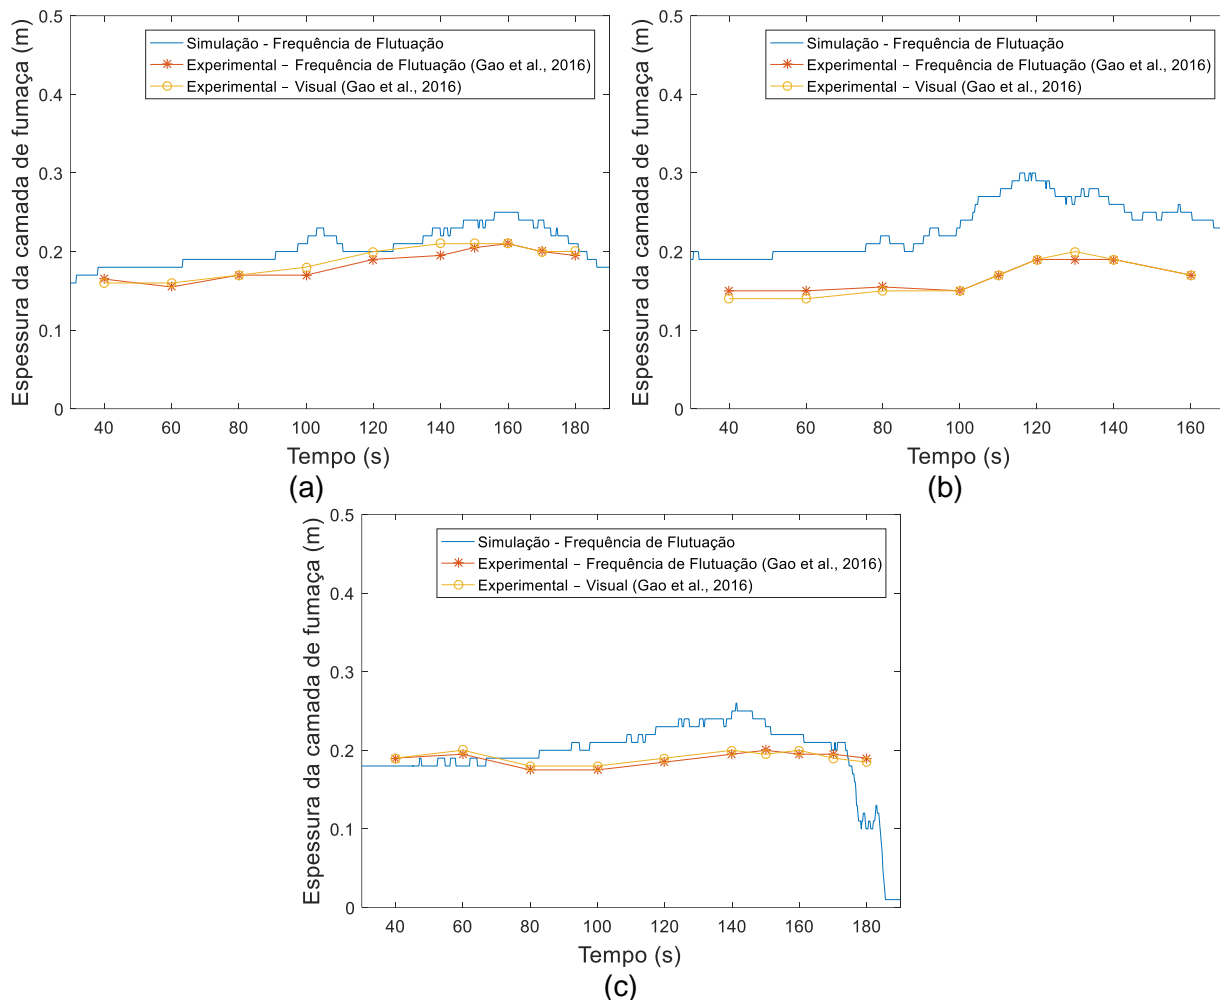 Espessura da camada de fumaça (m)
0.5
0.4
0.3
0.2
0.1
0
Simulação - Frequência de Flutuação
Experimental – Frequência de Flutuação (Gao et al., 2016)
Experimental – Visual (Gao et al., 2016)
40 60 80 100 120 140 160 180
Tempo (s)
(a)
Espessura da camada de fumaça (m)
0.5
0.4
0.3
0.2
0.1
0
Simulação - Frequência de Flutuação
Experimental – Frequência de Flutuação (Gao et al., 2016)
Experimental – Visual (Gao et al., 2016)
40 60 80 100 120 140 160
Tempo (s)
(b)
Espessura da camada de fumaça (m)
0.5
0.4
0.3
0.2
0.1
0
Simulação - Frequência de Flutuação
Experimental – Frequência de Flutuação (Gao et al., 2016)
Experimental – Visual (Gao et al., 2016)
40 60 80 100 120 140 160 180
Tempo (s)
(c)